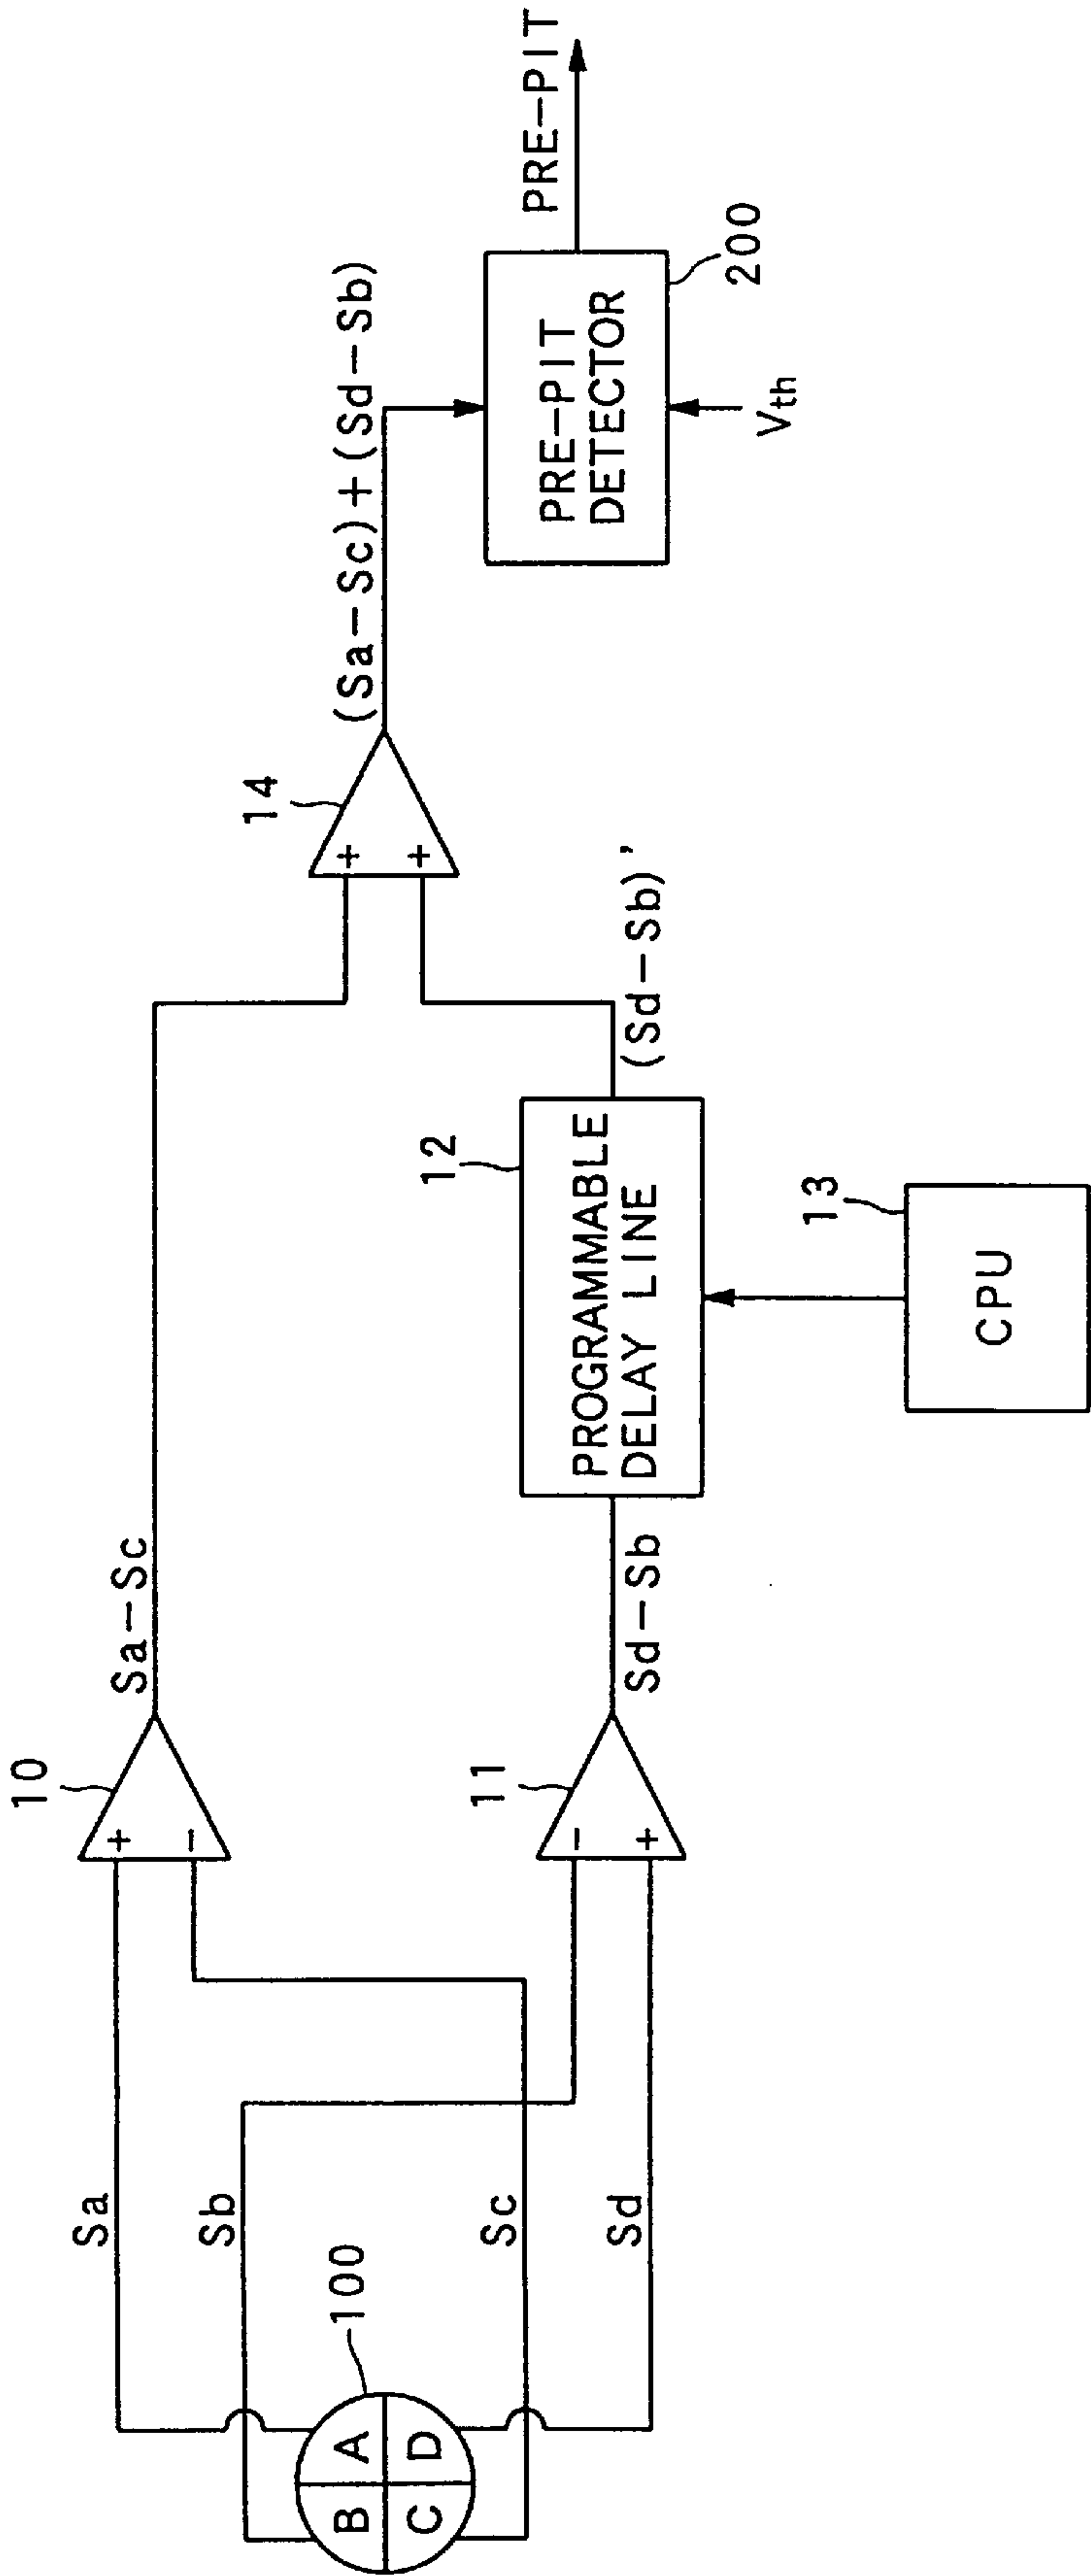 10
Sa
+
−
Sa−Sc
Sb
100
B
A
C
D
Sc
Sd
11
−
+
Sd−Sb
12
PROGRAMMABLE
DELAY LINE
13
CPU
(Sd−Sb)'
14
+
+
(Sa−Sc)+(Sd−Sb)
PRE−PIT
DETECTOR
200
Vth
PRE−PIT